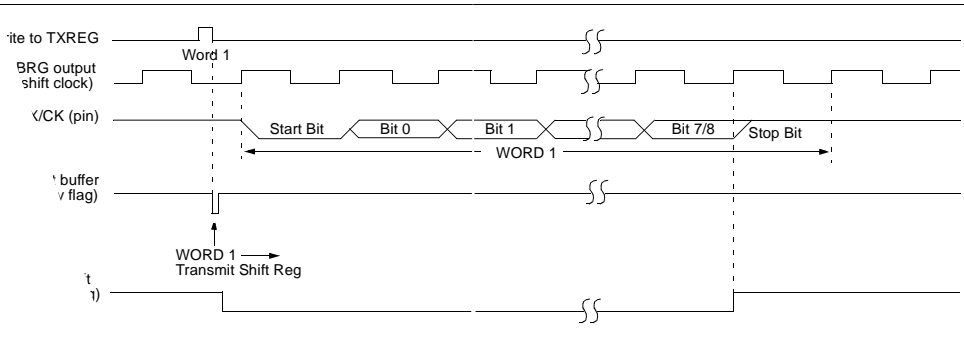 rite to TXREG
Word 1
BRG output
shift clock)
X/CK (pin)
Start Bit
Bit 0
Bit 1
Bit 7/8
Stop Bit
WORD 1
buffer
flag)
WORD 1
Transmit Shift Reg